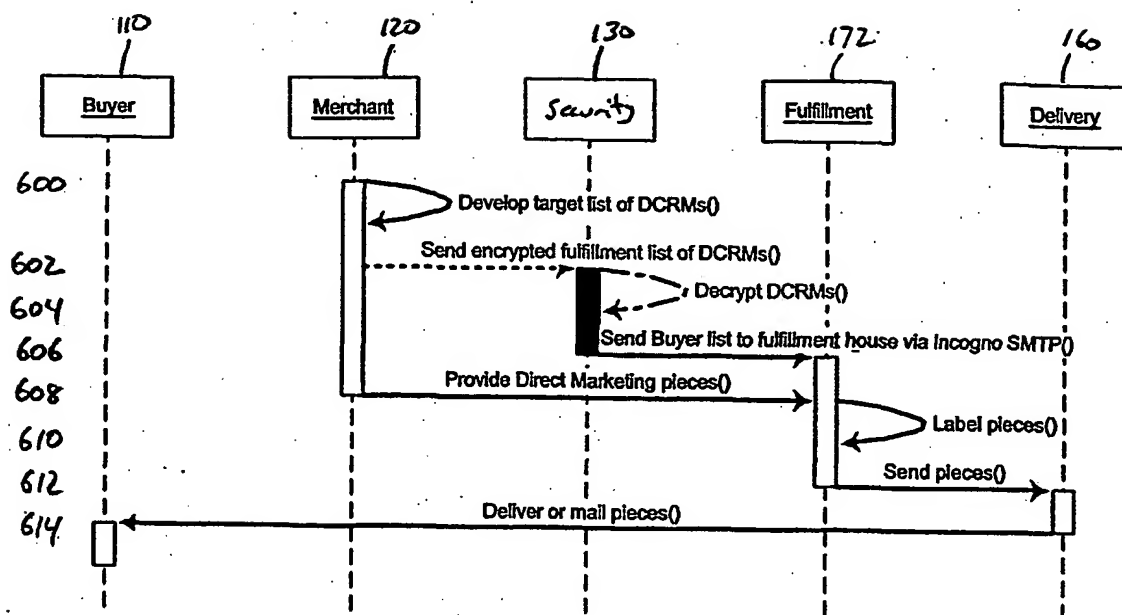 110
120
130
172
160
Buyer
Merchant
Security
Fulfillment
Delivery
600
Develop target list of DCRMs()
Send encrypted fulfillment list of DCRMs()
602
Decrypt DCRMs()
604
Send Buyer list to fulfillment house via Incogno SMTP()
606
Provide Direct Marketing pieces()
608
Label pieces()
610
Send pieces()
612
Deliver or mail pieces()
614